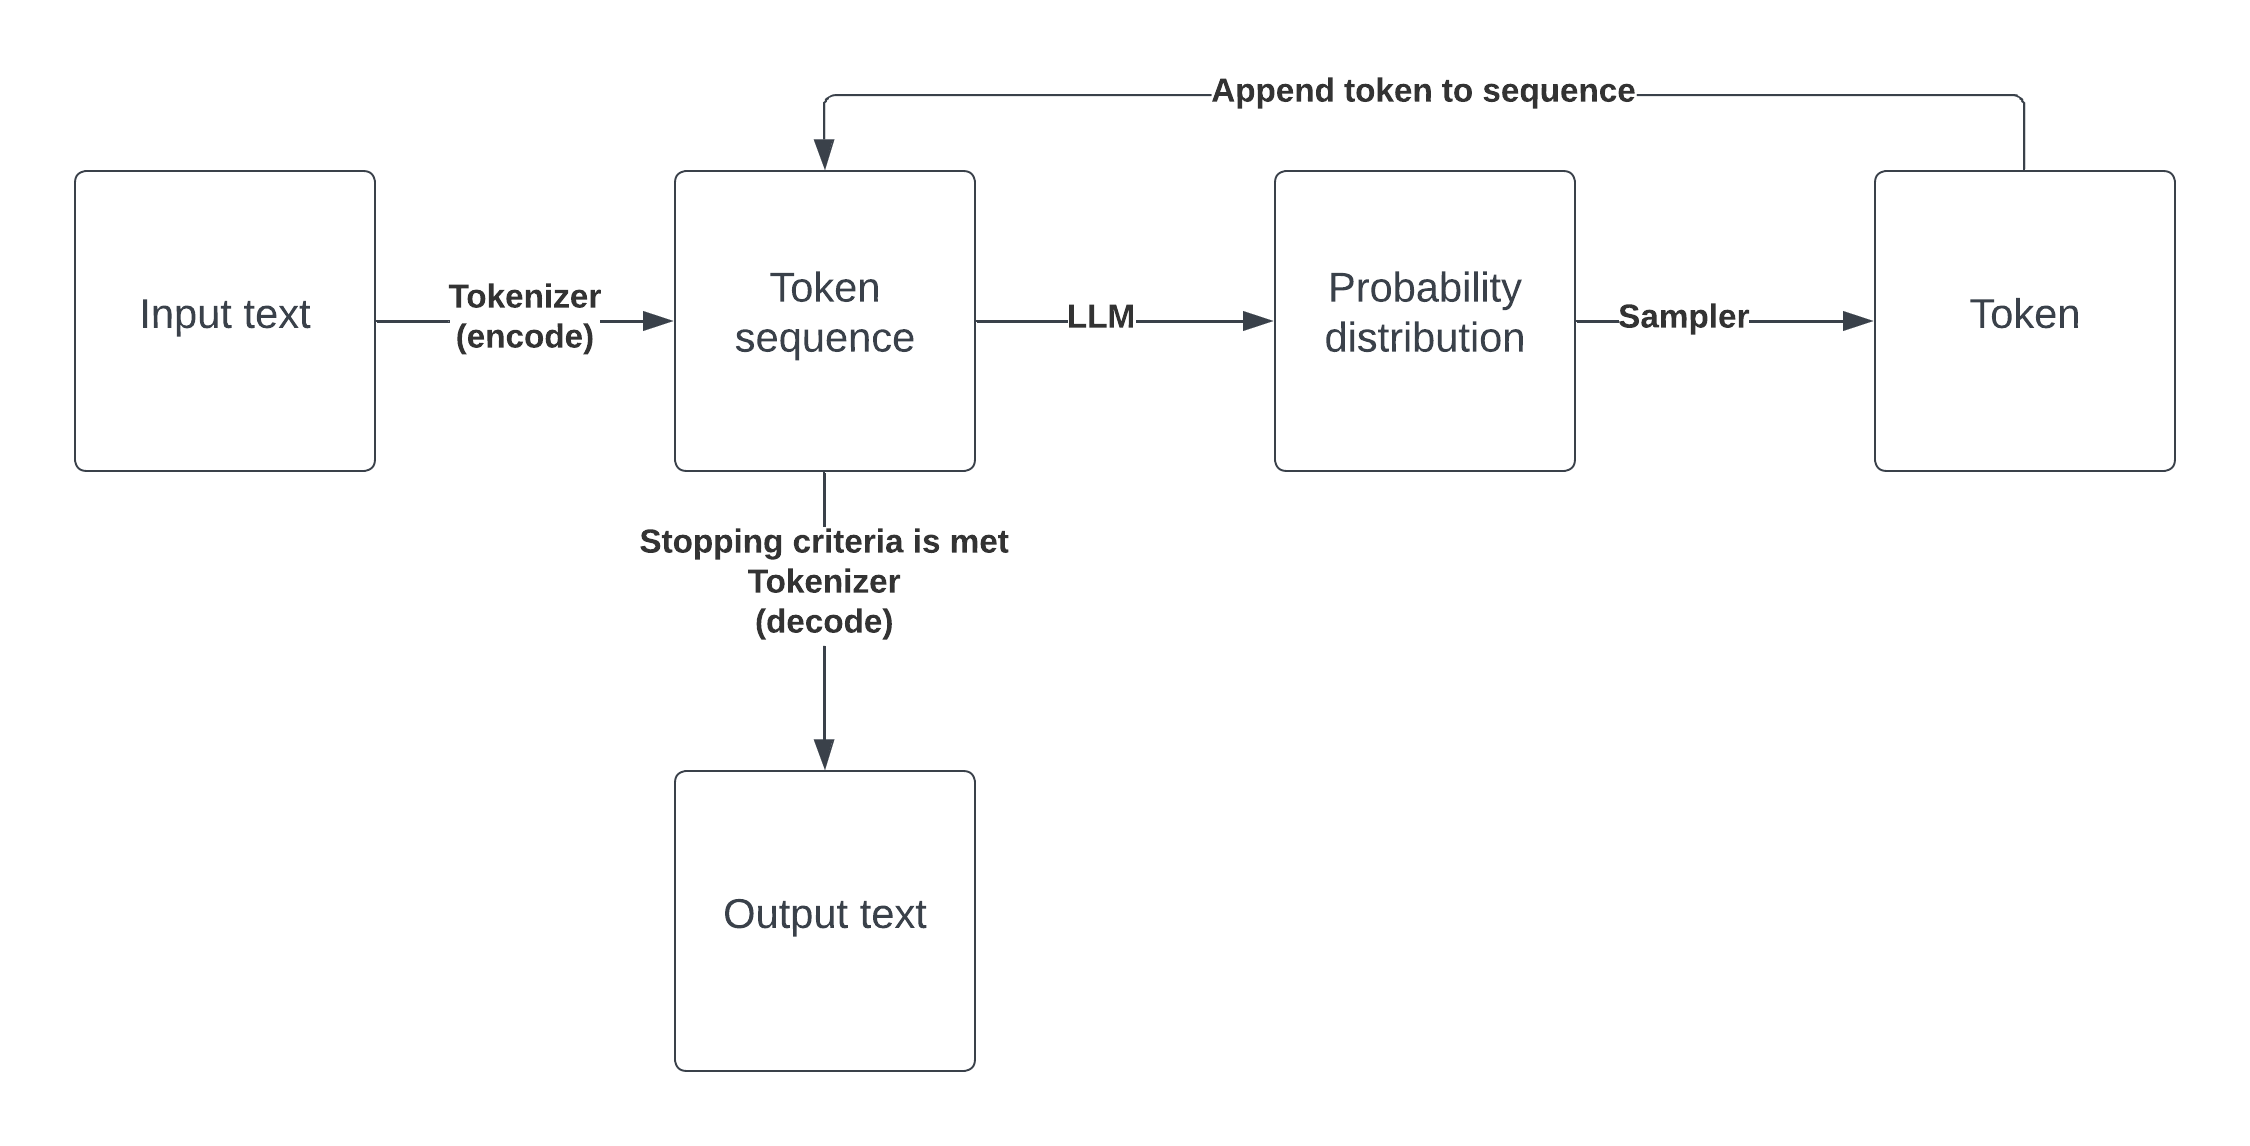 Append token to sequence
Input text
Tokenizer
(encode)
Token
sequence
LLM
Probability
distribution
Sampler
Token
Stopping criteria is met
Tokenizer
(decode)
Output text